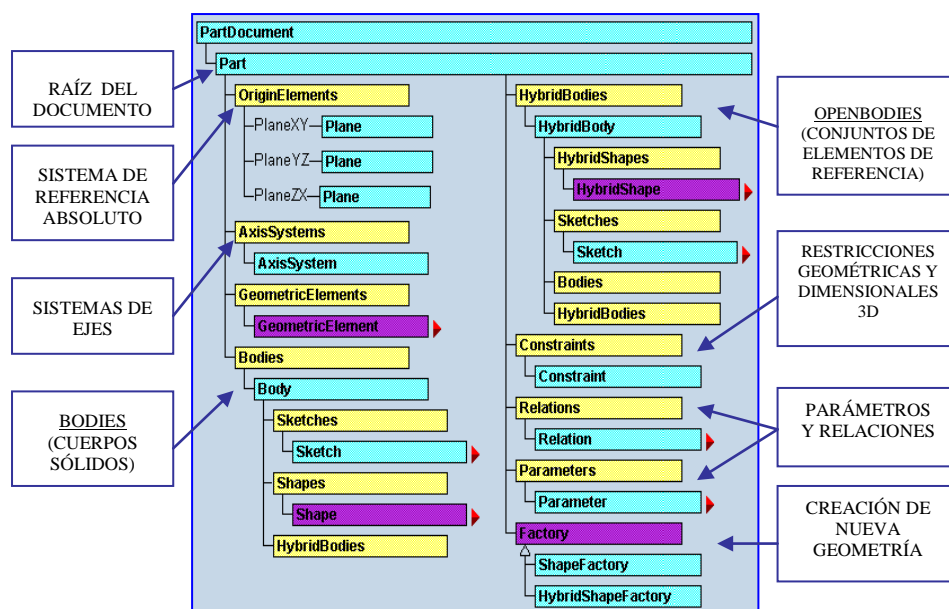 PartDocument
Part
RAÍZ DEL
DOCUMENTO
SISTEMA DE
REFERENCIA
ABSOLUTO
SISTEMAS DE
EJES
BODIES
(CUERPOS
SÓLIDOS)
OriginElements
PlaneXY Plane
PlaneYZ Plane
PlaneZX Plane
AxisSystems
AxisSystem
GeometricElements
GeometricElement
Bodies
Body
Sketches
Sketch
Shapes
Shape
HybridBodies
HybridBodies
HybridBody
HybridShapes
HybridShape
Sketches
Sketch
Bodies
HybridBodies
Constraints
Constraint
Relations
Relation
Parameters
Parameter
Factory
ShapeFactory
HybridShapeFactory
OPENBODIES
(CONJUNTOS DE
ELEMENTOS DE
REFERENCIA)
RESTRICCIONES
GEOMÉTRICAS Y
DIMENSIONALES
3D
PARÁMETROS
Y RELACIONES
CREACIÓN DE
NUEVA
GEOMETRÍA